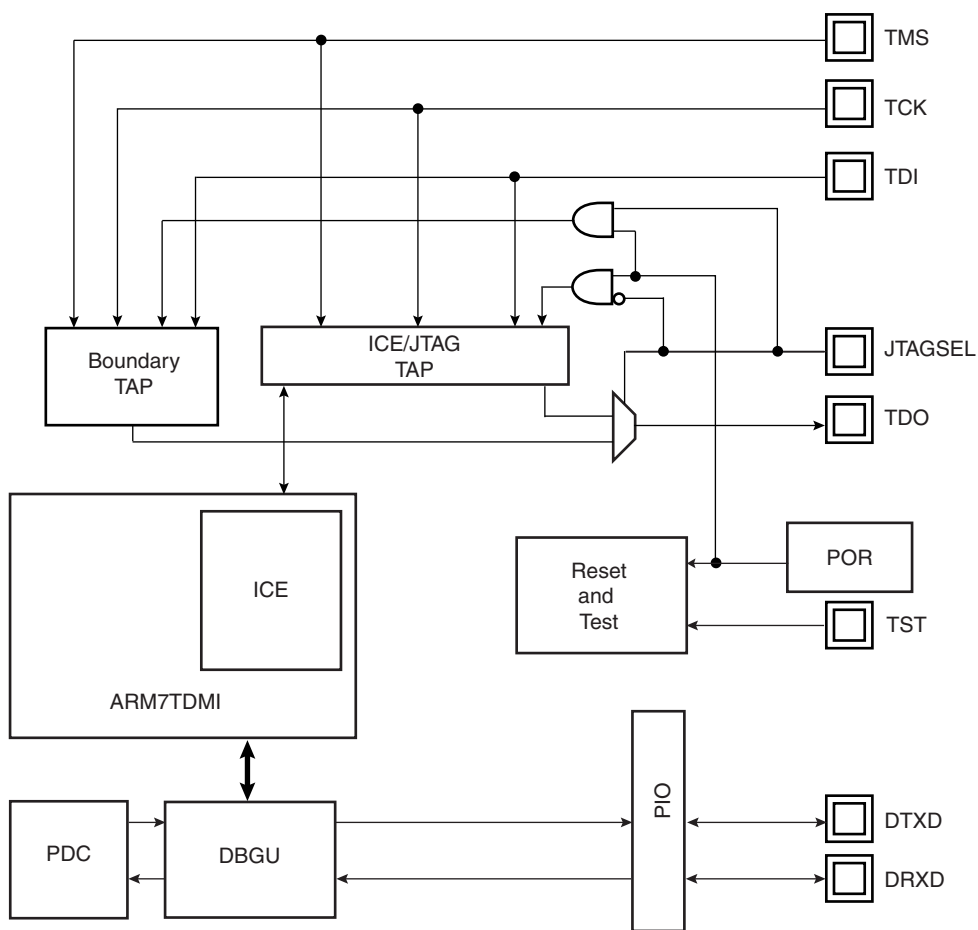 TMS
TCK
TDI
Boundary
TAP
ICE/JTAG
TAP
JTAGSEL
TDO
Reset
and
Test
POR
ICE
TST
ARM7TDMI
PDC
DBGU
PIO
DTXD
DRXD